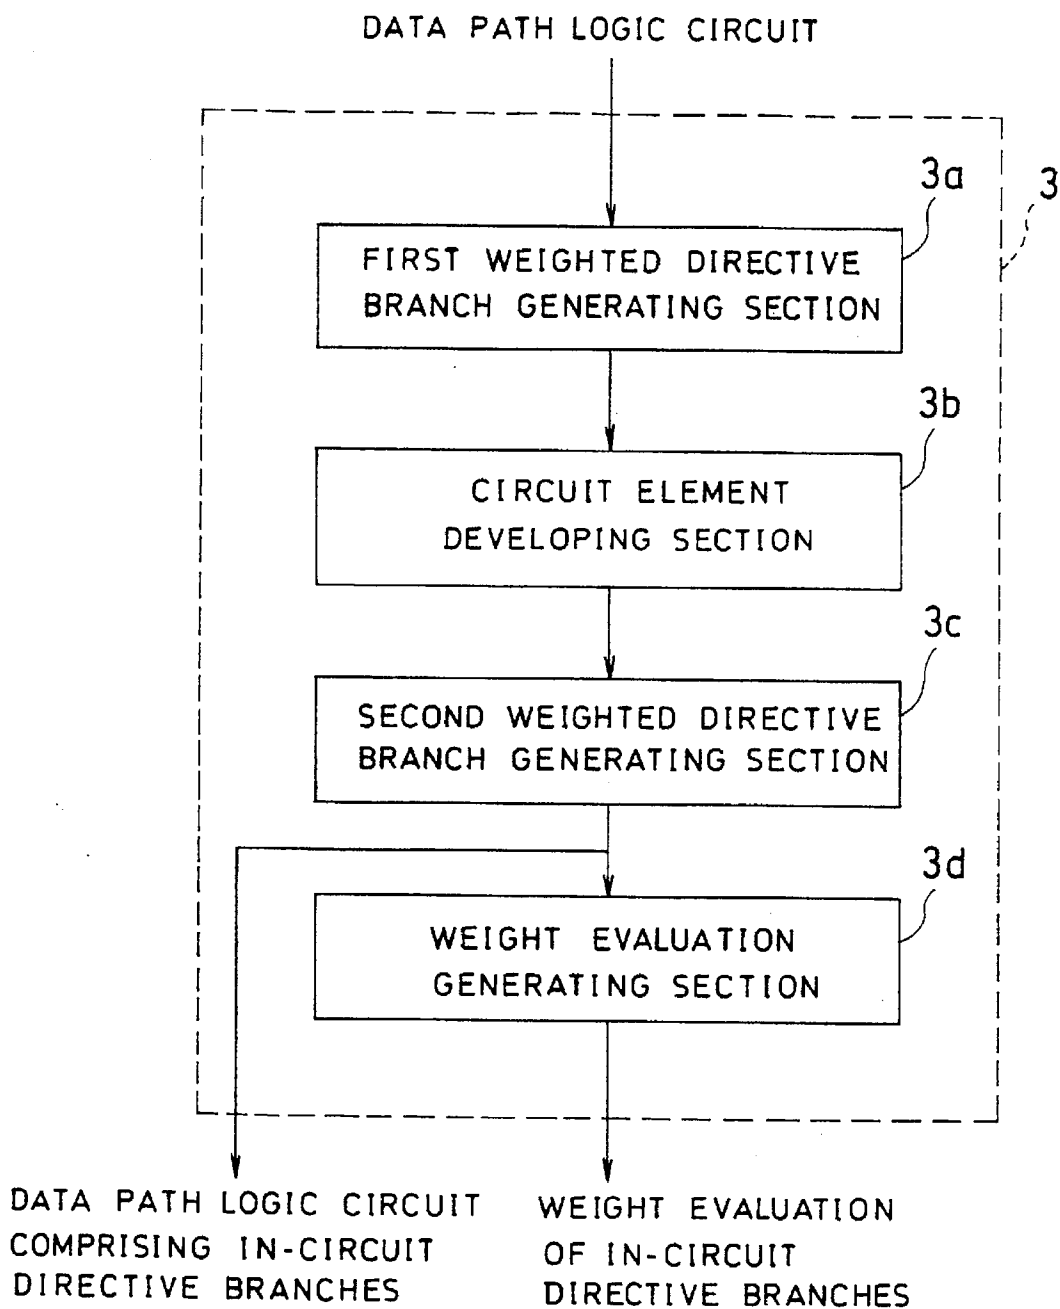 DATA PATH LOGIC CIRCUIT
3
3a
FIRST WEIGHTED DIRECTIVE
BRANCH GENERATING SECTION
3b
CIRCUIT ELEMENT
DEVELOPING SECTION
3c
SECOND WEIGHTED DIRECTIVE
BRANCH GENERATING SECTION
3d
WEIGHT EVALUATION
GENERATING SECTION
DATA PATH LOGIC CIRCUIT
COMPRISING IN-CIRCUIT
DIRECTIVE BRANCHES
WEIGHT EVALUATION
OF IN-CIRCUIT
DIRECTIVE BRANCHES